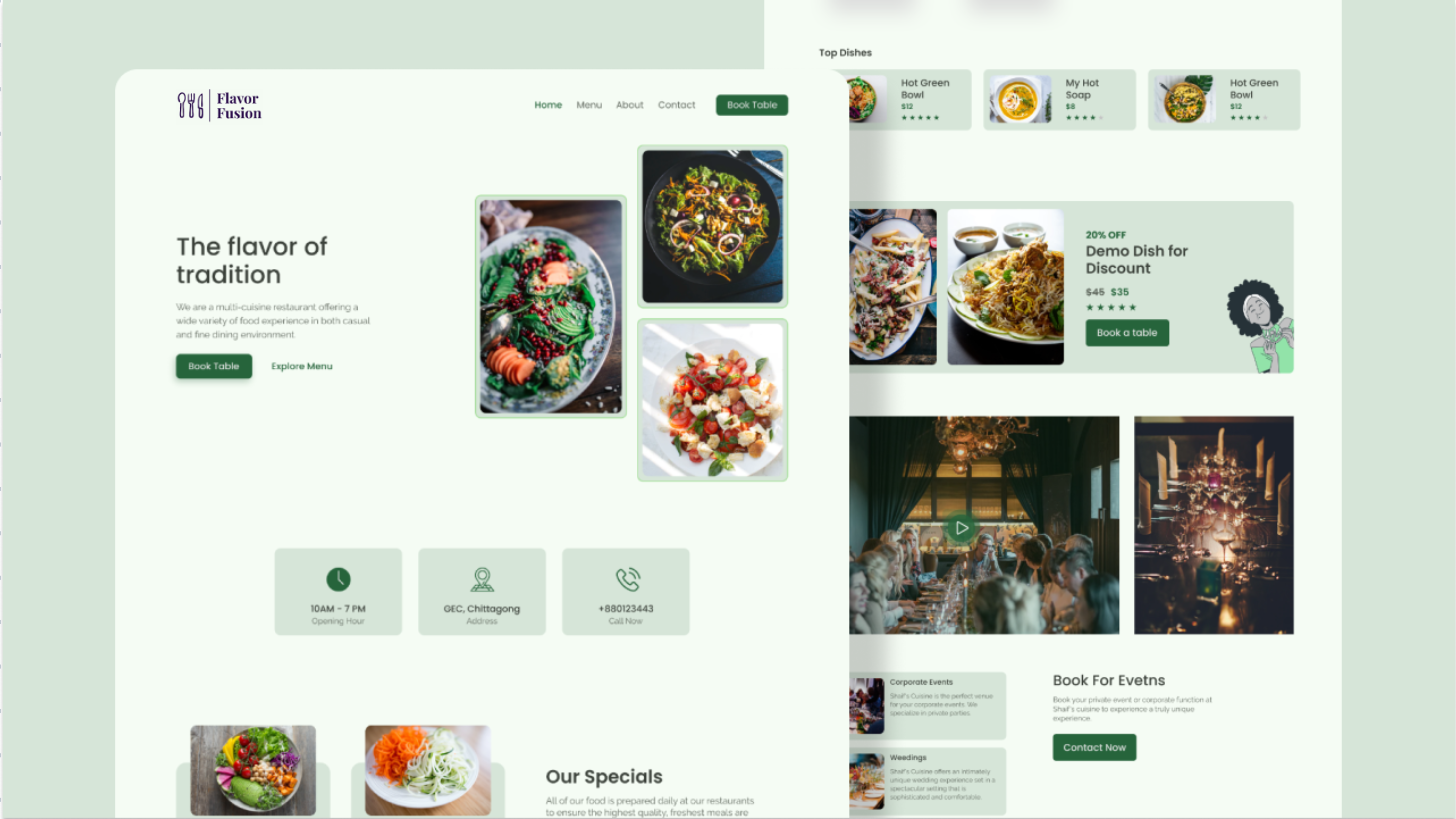 Flavor
Fusion
Home
Menu
About
Contact
Book Table
The flavor of
tradition
We are a multi-cuisine restaurant offering a
wide variety of food experience in both casual
and fine dining environment.
Book Table
Explore Menu
10AM - 7 PM
Opening Hour
GEC, Chittagong
Address
+880123443
Call Now
Our Specials
All of our food is prepared daily at our restaurants
to ensure the highest quality, freshest meals are
Top Dishes
Hot Green
Bowl
$12
My Hot
Soap
$8
Hot Green
Bowl
$12
20% OFF
Demo Dish for
Discount
$45 $35
Book a table
Corporate Events
Shaif's Cuisine is the perfect venue
for your corporate events. We
specialize in private parties.
Weedings
Shaif's Cuisine offers an intimately
unique wedding experience set in a
spectacular setting that is
sophisticated and comfortable.
Book For Evetns
Book your private event or corporate function at
Shaif's cuisine to experience a truly unique
experience.
Contact Now